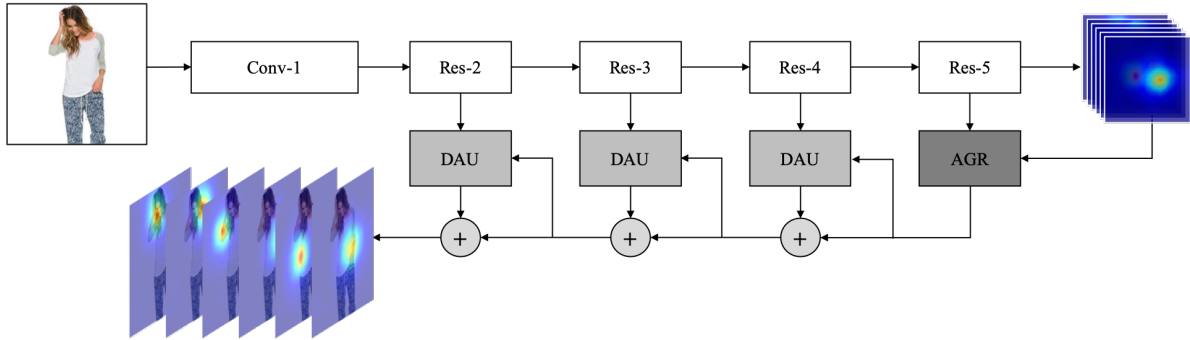 Conv-1
Res-2
Res-3
Res-4
Res-5
DAU
DAU
DAU
AGR
+
+
+